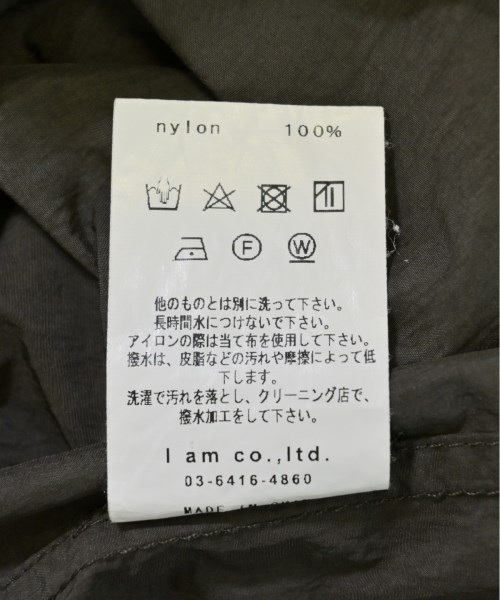 nylon 100%
F W
他のものとは別に洗って下さい。
長時間水につけないで下さい。
アイロンの際は当て布を使用して下さい。
撥水は、皮脂などの汚れや摩擦によって低
下します。
洗濯で汚れを落とし、クリーニング店で、
撥水加工をして下さい。
I am co.,ltd.
03-6416-4860
MADE IN